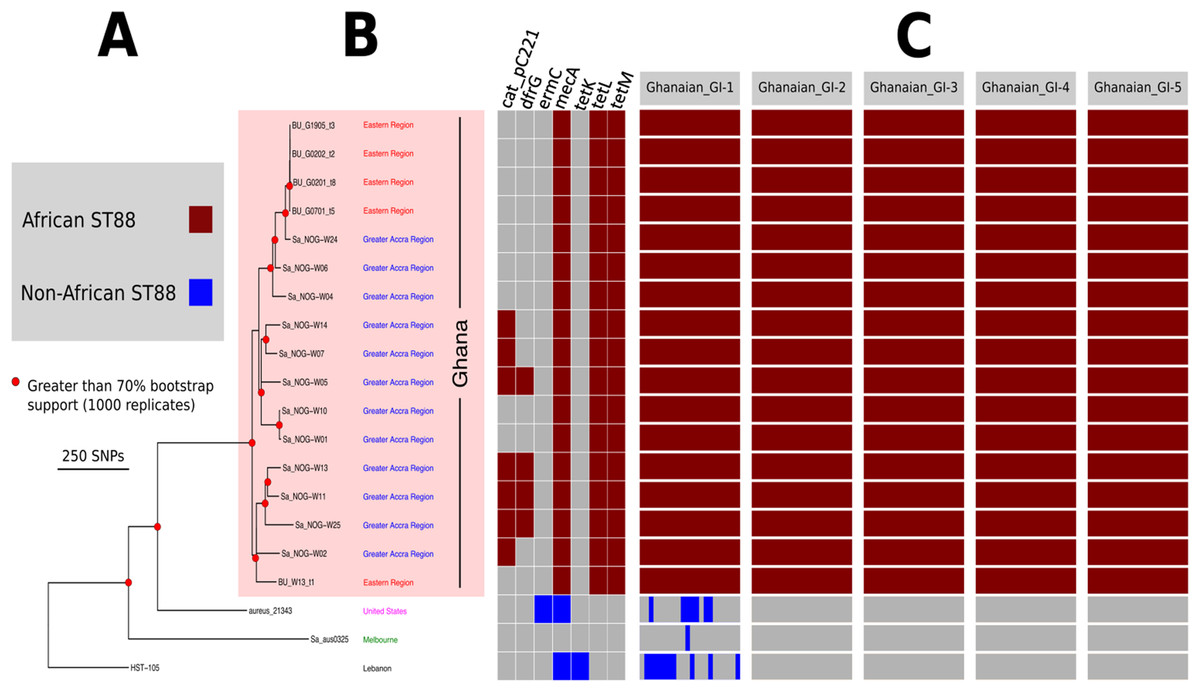 A
B
C
cat_pC221
dfrG
ermC
mecA
tetK
tetL
tetM
Ghanaian_GI-1
Ghanaian_GI-2
Ghanaian_GI-3
Ghanaian_GI-4
Ghanaian_GI-5
African ST88
Non-African ST88
Greater than 70% bootstrap
support (1000 replicates)
250 SNPs
BU_G1905_t3 Eastern Region
BU_G0202_t2 Eastern Region
BU_G0201_t8 Eastern Region
BU_G0701_t5 Eastern Region
Sa_NOG-W24 Greater Accra Region
Sa_NOG-W06 Greater Accra Region
Sa_NOG-W04 Greater Accra Region
Sa_NOG-W14 Greater Accra Region
Sa_NOG-W07 Greater Accra Region
Sa_NOG-W05 Greater Accra Region
Sa_NOG-W10 Greater Accra Region
Sa_NOG-W01 Greater Accra Region
Sa_NOG-W13 Greater Accra Region
Sa_NOG-W11 Greater Accra Region
Sa_NOG-W25 Greater Accra Region
Sa_NOG-W02 Greater Accra Region
BU_W13_t1 Eastern Region
Ghana
aureus_21343 United States
Sa_aus0325 Melbourne
HST-105 Lebanon